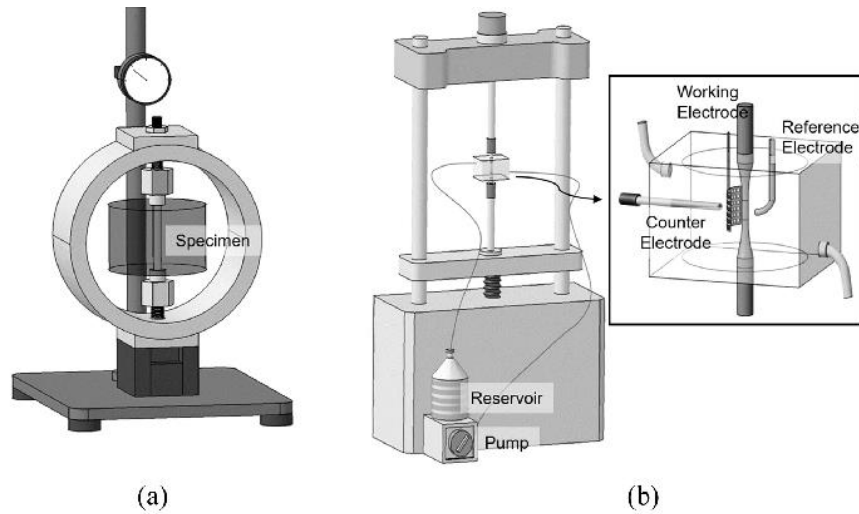 Specimen
Working
Electrode
Reference
Electrode
Counter
Electrode
Reservoir
Pump
(a)
(b)